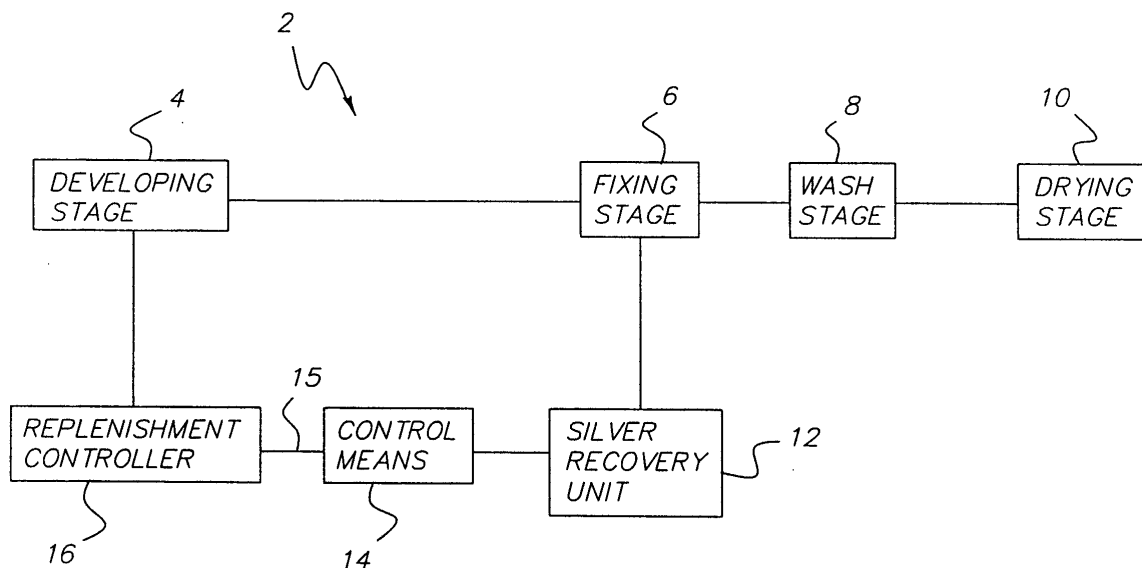 2
4
6
8
10
DEVELOPING
STAGE
FIXING
STAGE
WASH
STAGE
DRYING
STAGE
15
REPLENISHMENT
CONTROLLER
CONTROL
MEANS
SILVER
RECOVERY
UNIT
12
16
14